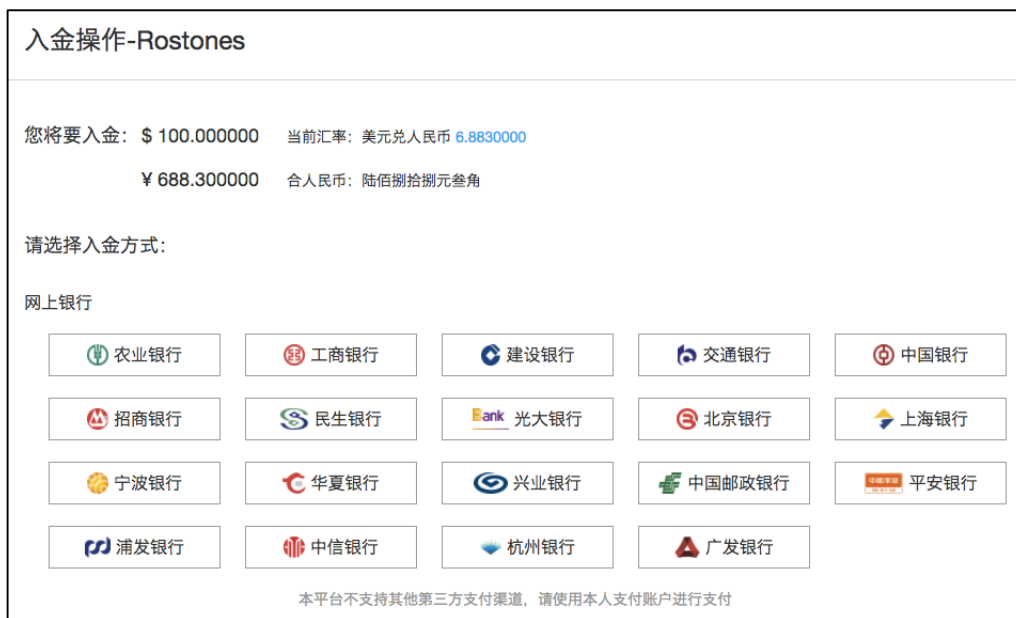 入金操作-Rostones
您将要入金: $ 100.000000 当前汇率: 美元兑人民币 6.8830000
¥ 688.300000 合人民币: 陆佰捌拾捌元叁角
请选择入金方式:
网上银行
农业银行 工商银行 建设银行 交通银行 中国银行
招商银行 民生银行 Bank 光大银行 北京银行 上海银行
宁波银行 华夏银行 兴业银行 中国邮政银行 平安银行
浦发银行 中信银行 杭州银行 广发银行
本平台不支持其他第三方支付渠道，请使用本人支付账户进行支付